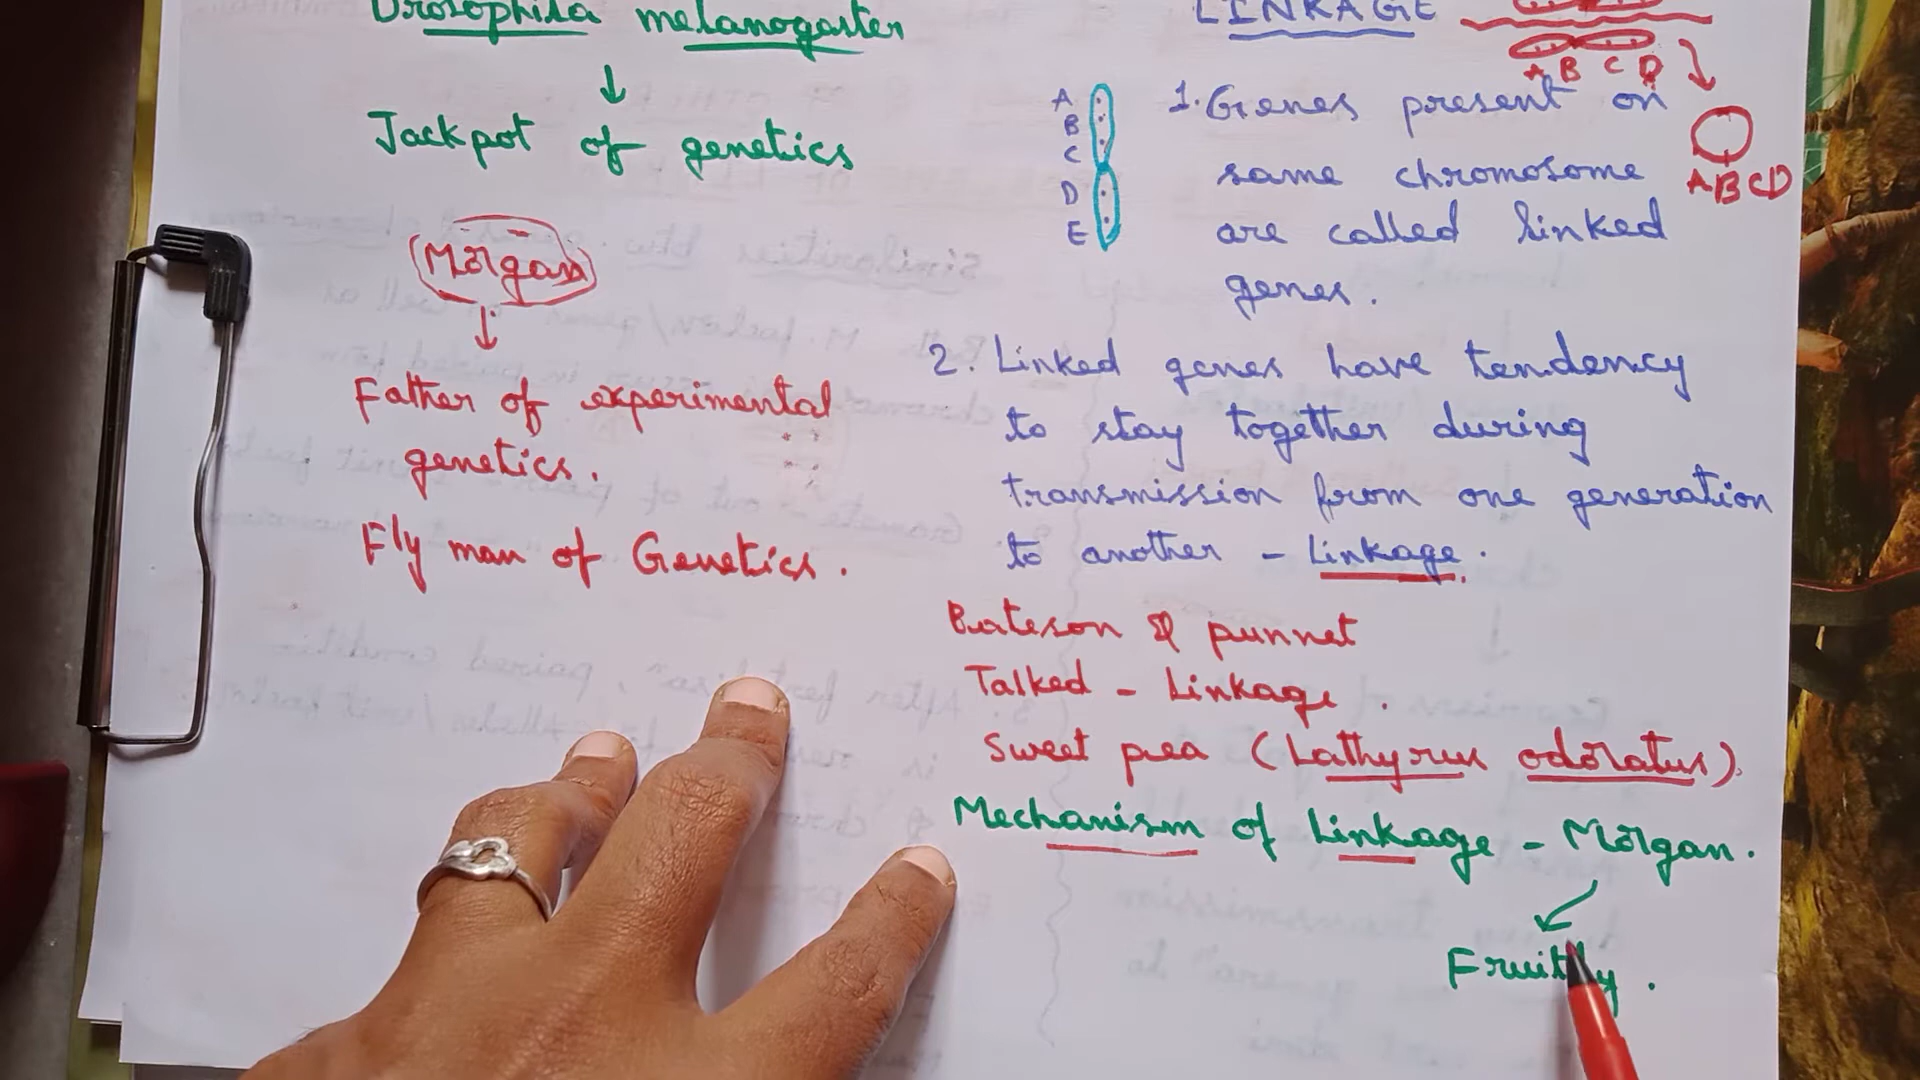 Drosophila melanogaster
↓
Jackpot of genetics
Morgan
↓
Father of experimental
genetics.
Fly man of Genetics.
LINKAGE
A B C D
A
B
C
D
E
ABCD
1. Genes present on
same chromosome
are called linked
genes.
2. Linked genes have tendency
to stay together during
transmission from one generation
to another - Linkage.
Bateson & punnet
Talked - Linkage.
Sweet pea (Lathyrus odoratus).
Mechanism of Linkage - Morgan.
Fruitfly.